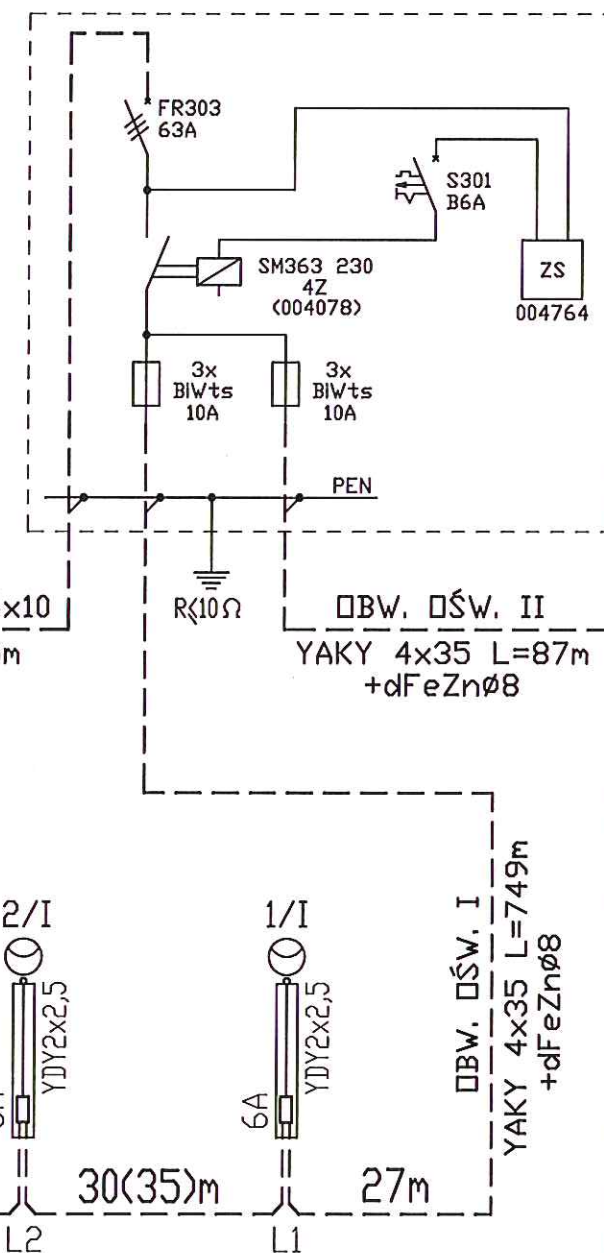 FR303
63A
S301
B6A
SM363 230
4Z
(004078)
ZS
004764
3x
BiWts
10A
3x
BiWts
10A
PEN
R≤10Ω
x10
m
OBW. OŚW. II
YAKY 4x35 L=87m
+dFeZnø8
OBW. OŚW. I
YAKY 4x35 L=749m
+dFeZnø8
2/I
YDY2x2,5
1/I
YDY2x2,5
6A
30(35)m
27m
L2
L1